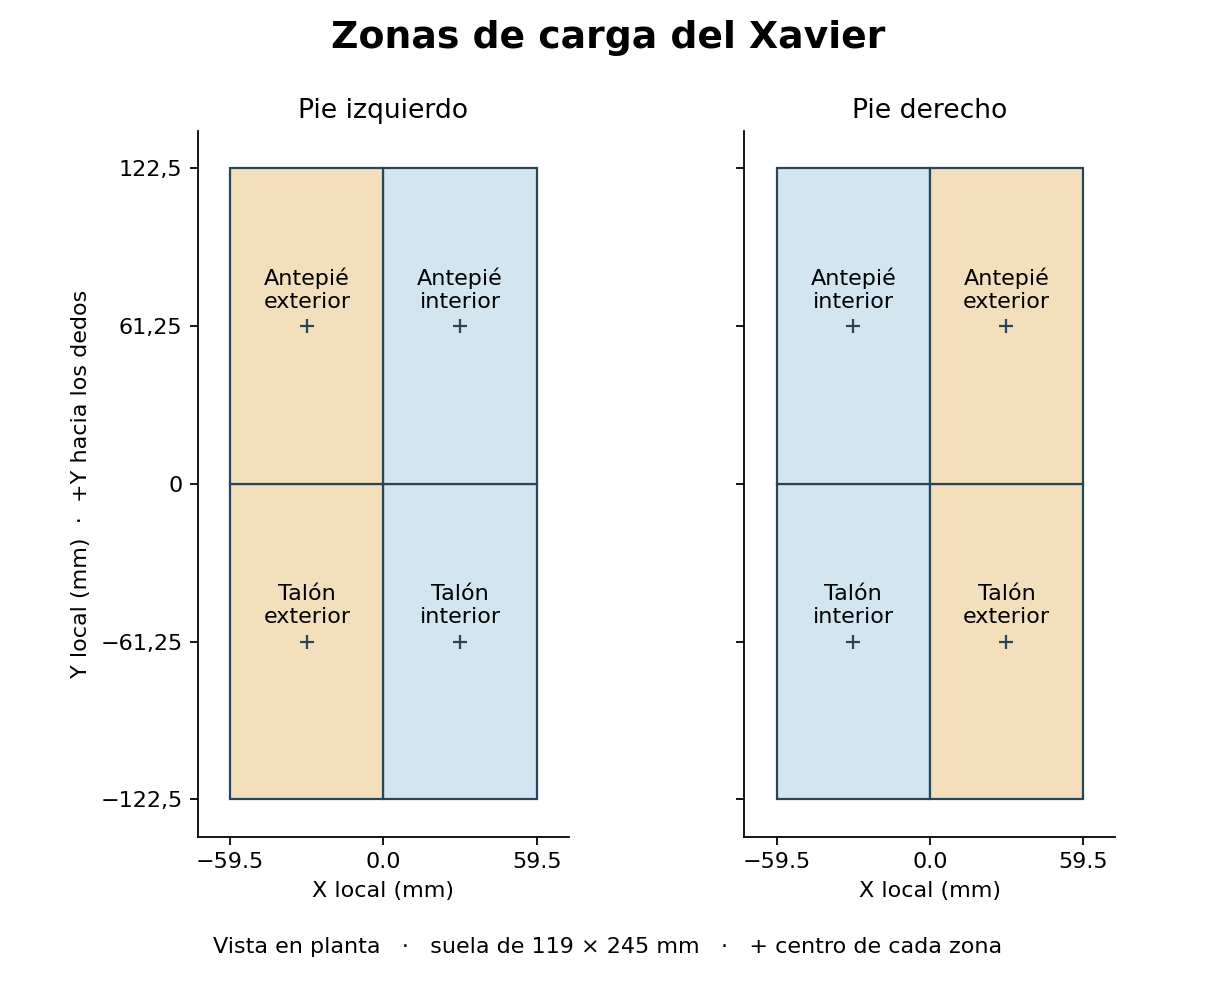 Zonas de carga del Xavier
Pie izquierdo
Pie derecho
Y local (mm)  ·  +Y hacia los dedos
122,5
61,25
0
−61,25
−122,5
Antepié
exterior
+
Antepié
interior
+
Talón
exterior
+
Talón
interior
+
Antepié
interior
+
Antepié
exterior
+
Talón
interior
+
Talón
exterior
+
−59.5
0.0
59.5
X local (mm)
−59.5
0.0
59.5
X local (mm)
Vista en planta  ·  suela de 119 × 245 mm  ·  + centro de cada zona